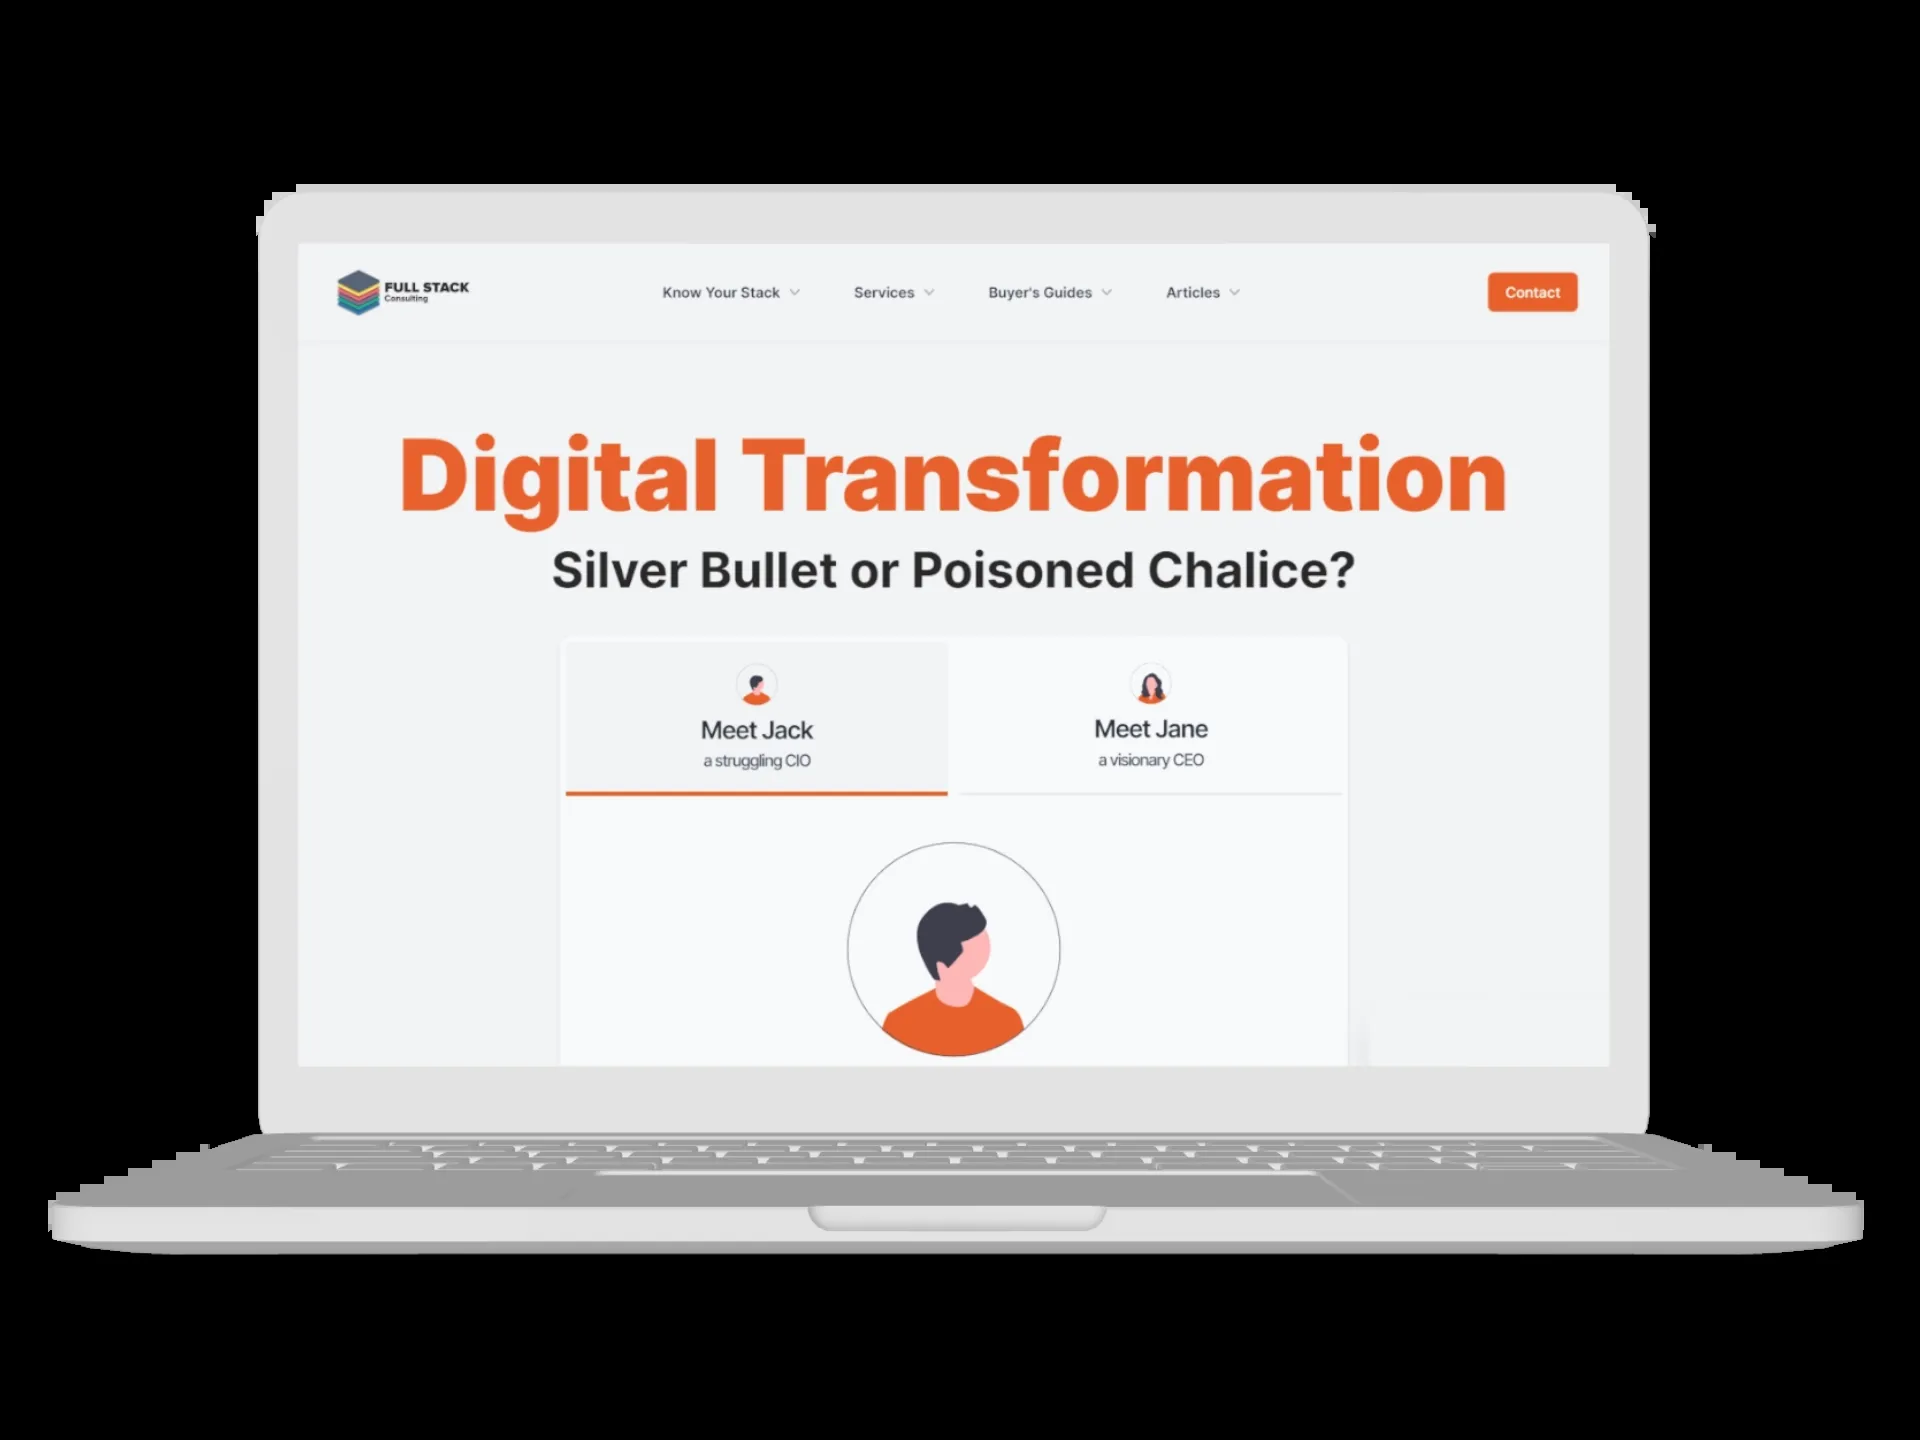 FULL STACK
Consulting
Know Your Stack
Services
Buyer's Guides
Articles
Contact
Digital Transformation
Silver Bullet or Poisoned Chalice?
Meet Jack
a struggling CIO
Meet Jane
a visionary CEO